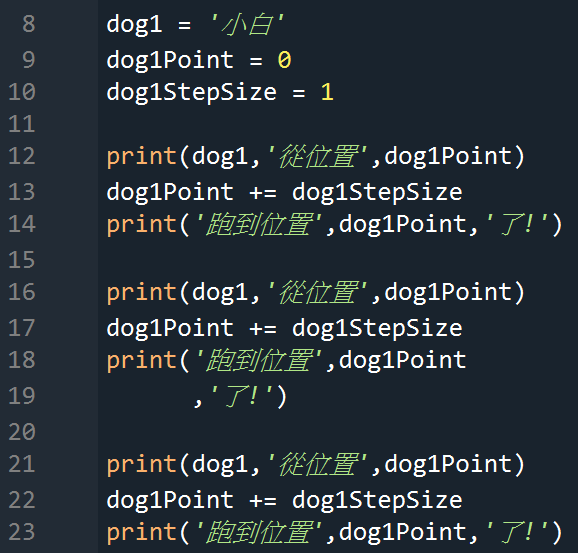 8 dog1 = '小白'
9 dog1Point = 0
10 dog1StepSize = 1
11
12 print(dog1,'從位置',dog1Point)
13 dog1Point += dog1StepSize
14 print('跑到位置',dog1Point,'了!')
15
16 print(dog1,'從位置',dog1Point)
17 dog1Point += dog1StepSize
18 print('跑到位置',dog1Point
19       ,'了!')
20
21 print(dog1,'從位置',dog1Point)
22 dog1Point += dog1StepSize
23 print('跑到位置',dog1Point,'了!')